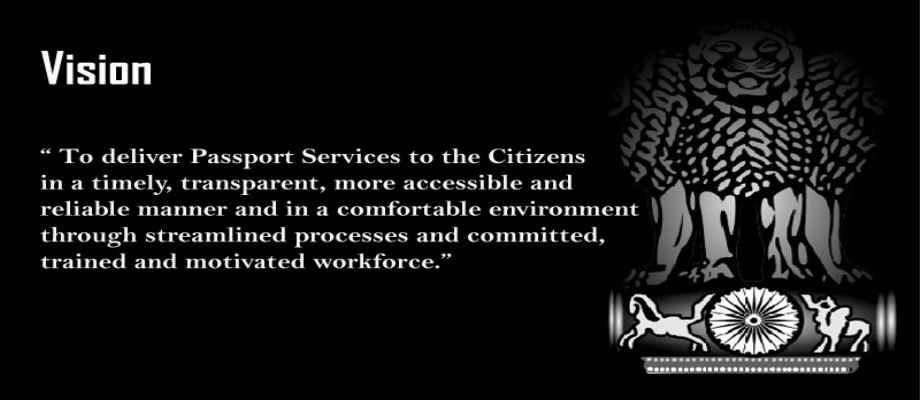 Vision
“ To deliver Passport Services to the Citizens
in a timely, transparent, more accessible and
reliable manner and in a comfortable environment
through streamlined processes and committed,
trained and motivated workforce.”